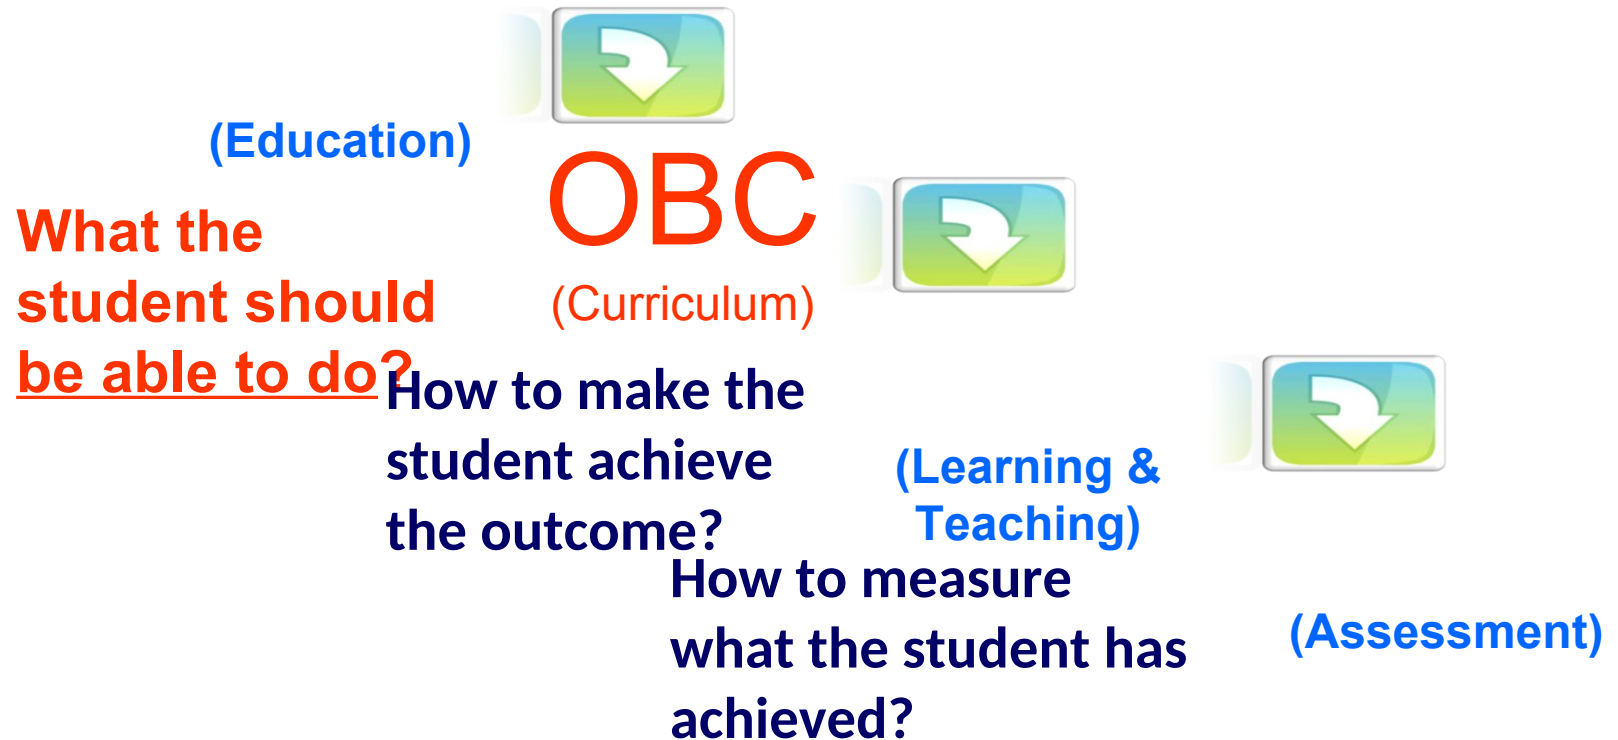 (Education)
OBC
(Curriculum)
What the
student should
be able to do?
How to make the
student achieve
the outcome?
(Learning &
Teaching)
How to measure
what the student has
achieved?
(Assessment)